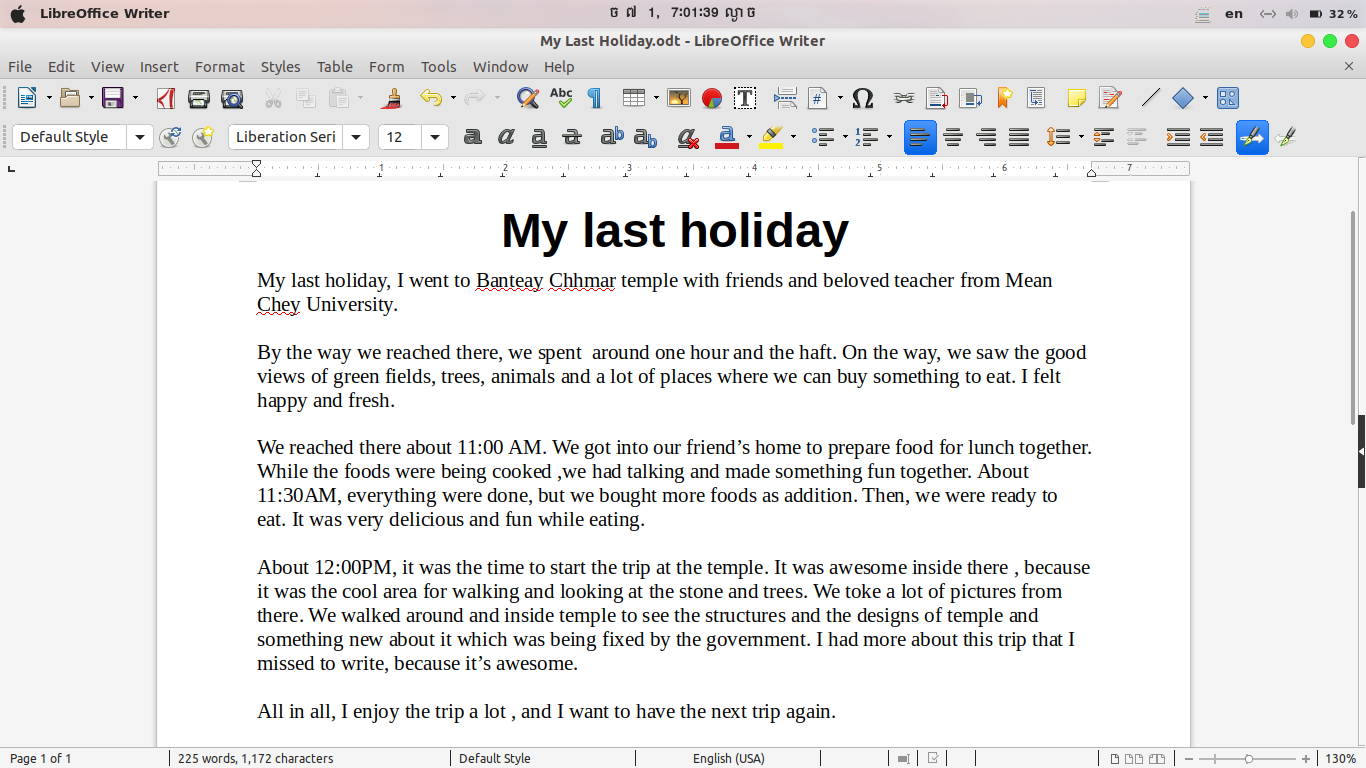 LibreOffice Writer
ច ៧ 1, 7:01:39 ល្ងាច
en
32%
My Last Holiday.odt - LibreOffice Writer
File Edit View Insert Format Styles Table Form Tools Window Help
Abc
Default Style
Liberation Seri
12
1 2 3 4 5 6 7
My last holiday
My last holiday, I went to Banteay Chhmar temple with friends and beloved teacher from Mean
Chey University.
By the way we reached there, we spent  around one hour and the haft. On the way, we saw the good
views of green fields, trees, animals and a lot of places where we can buy something to eat. I felt
happy and fresh.
We reached there about 11:00 AM. We got into our friend’s home to prepare food for lunch together.
While the foods were being cooked ,we had talking and made something fun together. About
11:30AM, everything were done, but we bought more foods as addition. Then, we were ready to
eat. It was very delicious and fun while eating.
About 12:00PM, it was the time to start the trip at the temple. It was awesome inside there , because
it was the cool area for walking and looking at the stone and trees. We toke a lot of pictures from
there. We walked around and inside temple to see the structures and the designs of temple and
something new about it which was being fixed by the government. I had more about this trip that I
missed to write, because it’s awesome.
All in all, I enjoy the trip a lot , and I want to have the next trip again.
Page 1 of 1
225 words, 1,172 characters
Default Style
English (USA)
130%